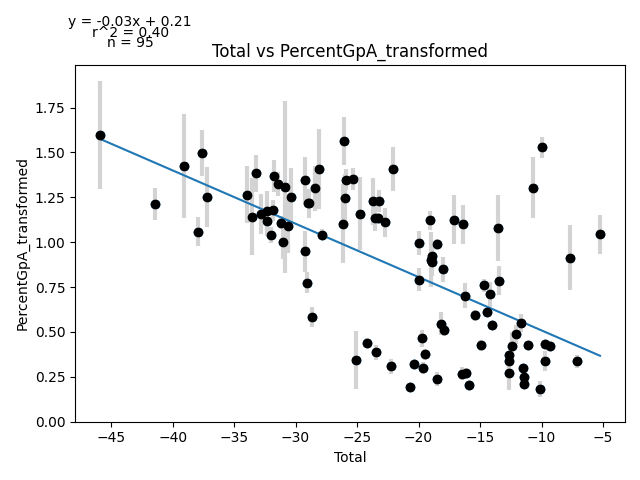 y = -0.03x + 0.21
r^2 = 0.40
n = 95
Total vs PercentGpA_transformed
PercentGpA_transformed
1.75
1.50
1.25
1.00
0.75
0.50
0.25
0.00
−45 −40 −35 −30 −25 −20 −15 −10 −5
Total